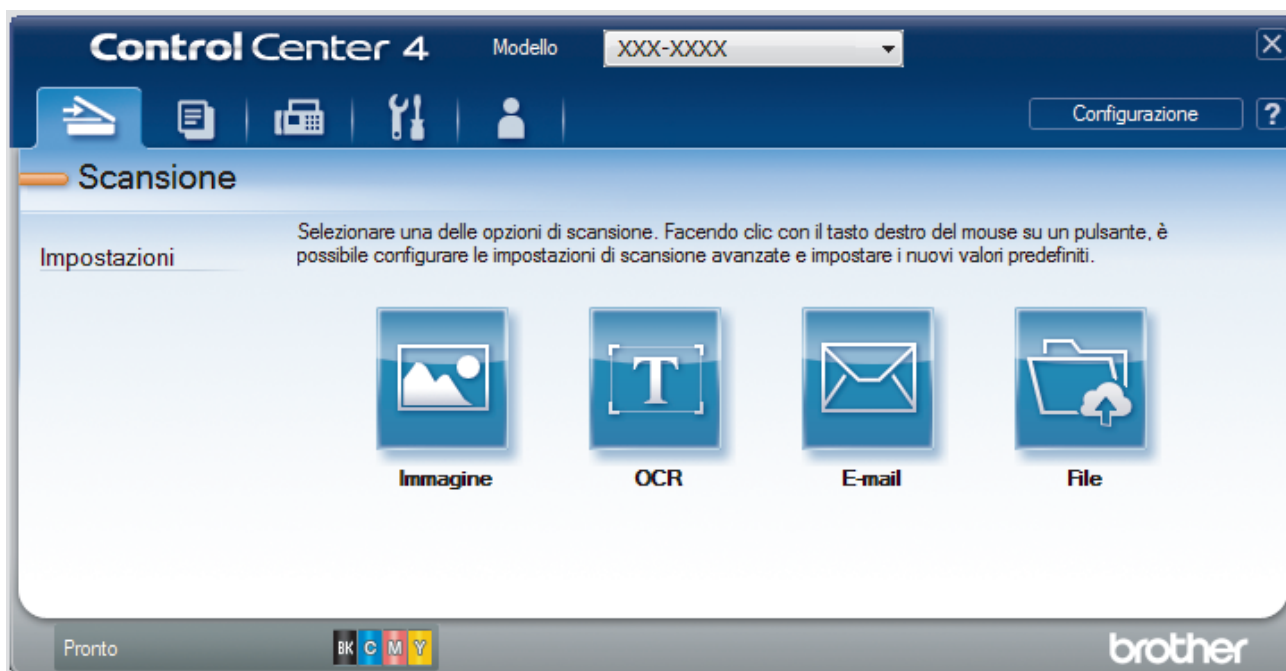 Control Center 4 Modello XXX-XXXX
Configurazione ?
Scansione
Impostazioni
Selezionare una delle opzioni di scansione. Facendo clic con il tasto destro del mouse su un pulsante, è
possibile configurare le impostazioni di scansione avanzate e impostare i nuovi valori predefiniti.
T
Immagine OCR E-mail File
Pronto BK C M Y brother